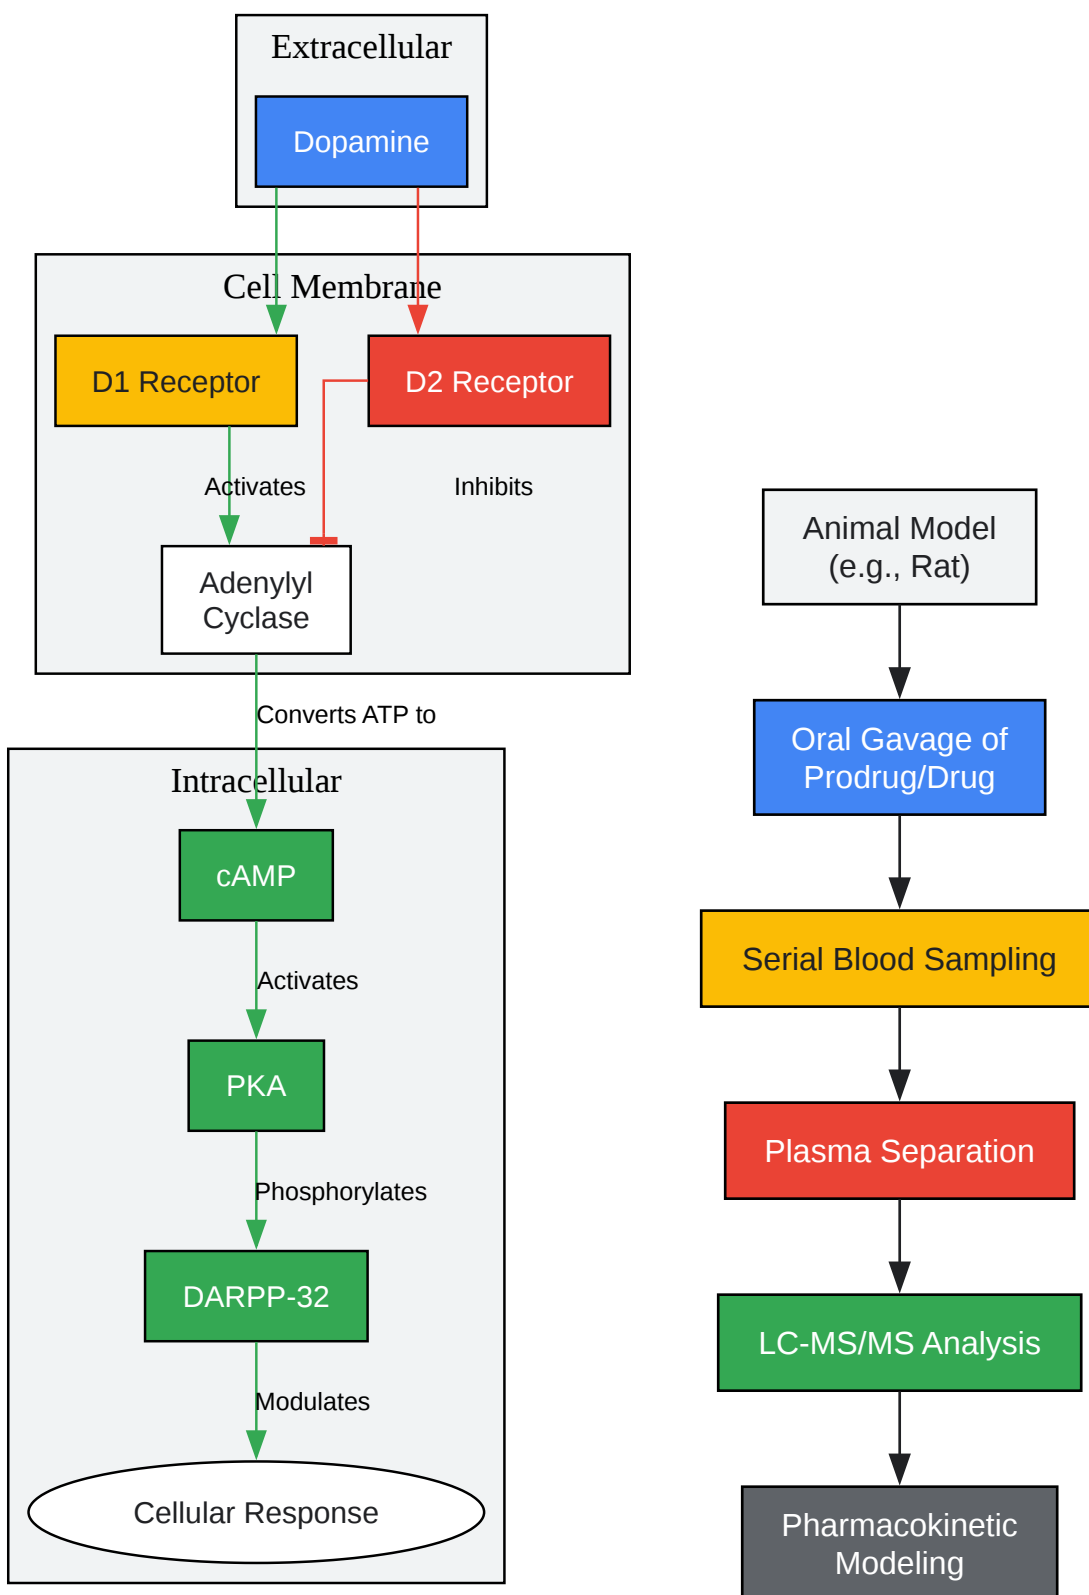 Extracellular
Dopamine
Cell Membrane
D1 Receptor
D2 Receptor
Activates
Inhibits
Adenylyl
Cyclase
Converts ATP to
Intracellular
cAMP
Activates
PKA
Phosphorylates
DARPP-32
Modulates
Cellular Response
Animal Model
(e.g., Rat)
Oral Gavage of
Prodrug/Drug
Serial Blood Sampling
Plasma Separation
LC-MS/MS Analysis
Pharmacokinetic
Modeling